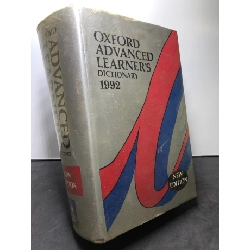 OXFORD
ADVANCED
LEARNER'S
DICTIONARY
1992
NEW
EDITION
ADVANCED